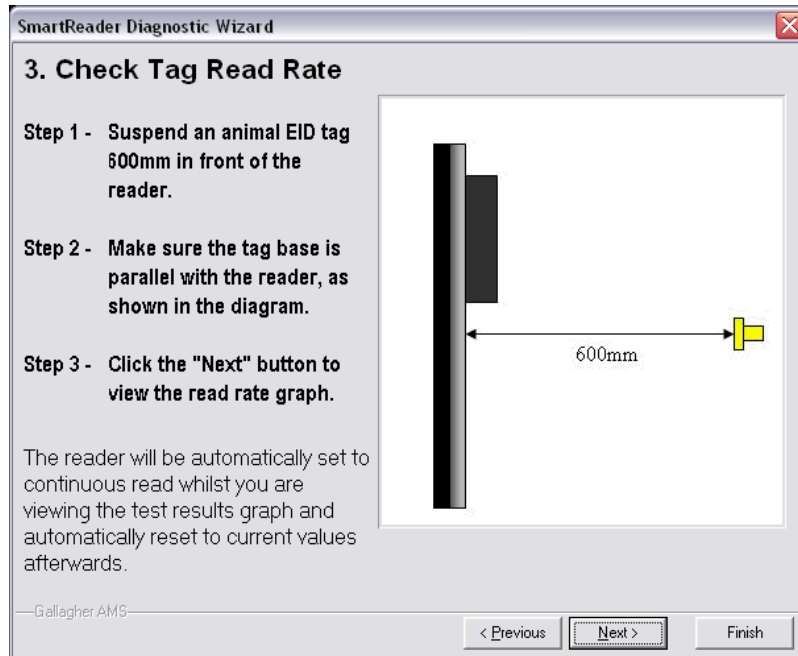 SmartReader Diagnostic Wizard
3. Check Tag Read Rate
Step 1 - Suspend an animal EID tag
600mm in front of the
reader.
Step 2 - Make sure the tag base is
parallel with the reader, as
shown in the diagram.
Step 3 - Click the "Next" button to
view the read rate graph.
The reader will be automatically set to
continuous read whilst you are
viewing the test results graph and
automatically reset to current values
afterwards.
600mm
Gallagher AMS
< Previous Next > Finish